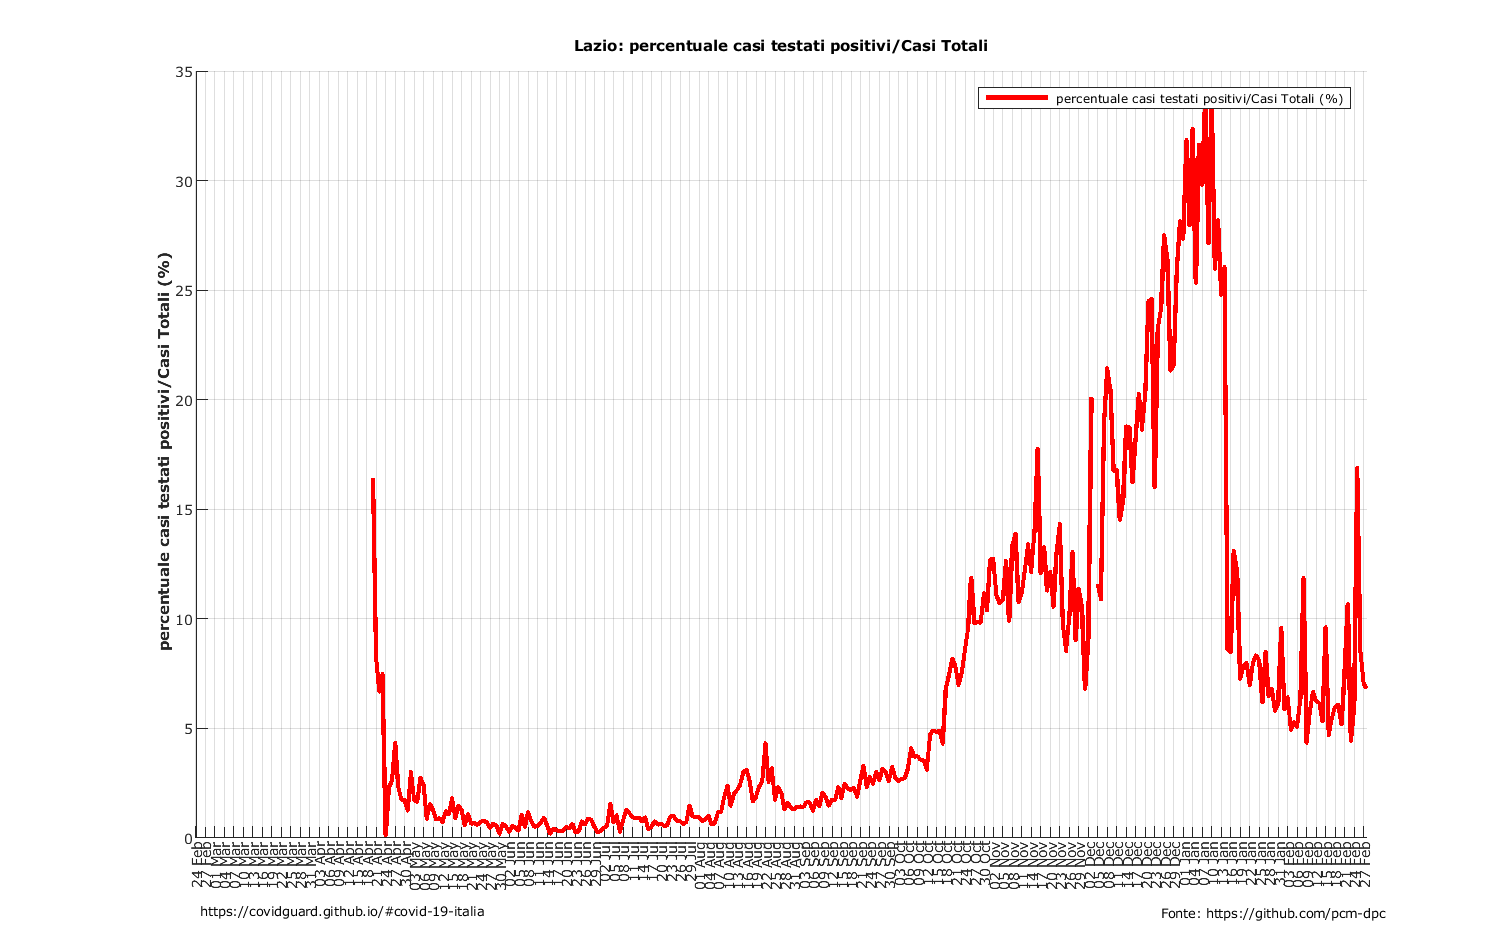 Lazio: percentuale casi testati positivi/Casi Totali
percentuale casi testati positivi/Casi Totali (%)
percentuale casi testati positivi/Casi Totali (%)
35
30
25
20
15
10
5
0
24 Feb
27 Feb
01 Mar
04 Mar
07 Mar
10 Mar
13 Mar
16 Mar
19 Mar
22 Mar
25 Mar
28 Mar
31 Mar
03 Apr
06 Apr
09 Apr
12 Apr
15 Apr
18 Apr
21 Apr
24 Apr
27 Apr
30 Apr
03 May
06 May
09 May
12 May
15 May
18 May
21 May
24 May
27 May
30 May
02 Jun
05 Jun
08 Jun
11 Jun
14 Jun
17 Jun
20 Jun
23 Jun
26 Jun
29 Jun
02 Jul
05 Jul
08 Jul
11 Jul
14 Jul
17 Jul
20 Jul
23 Jul
26 Jul
29 Jul
01 Aug
04 Aug
07 Aug
10 Aug
13 Aug
16 Aug
19 Aug
22 Aug
25 Aug
28 Aug
31 Aug
03 Sep
06 Sep
09 Sep
12 Sep
15 Sep
18 Sep
21 Sep
24 Sep
27 Sep
30 Sep
03 Oct
06 Oct
09 Oct
12 Oct
15 Oct
18 Oct
21 Oct
24 Oct
27 Oct
30 Oct
02 Nov
05 Nov
08 Nov
11 Nov
14 Nov
17 Nov
20 Nov
23 Nov
26 Nov
29 Nov
02 Dec
05 Dec
08 Dec
11 Dec
14 Dec
17 Dec
20 Dec
23 Dec
26 Dec
29 Dec
01 Jan
04 Jan
07 Jan
10 Jan
13 Jan
16 Jan
19 Jan
22 Jan
25 Jan
28 Jan
31 Jan
03 Feb
06 Feb
09 Feb
12 Feb
15 Feb
18 Feb
21 Feb
24 Feb
27 Feb
https://covidguard.github.io/#covid-19-italia
Fonte: https://github.com/pcm-dpc